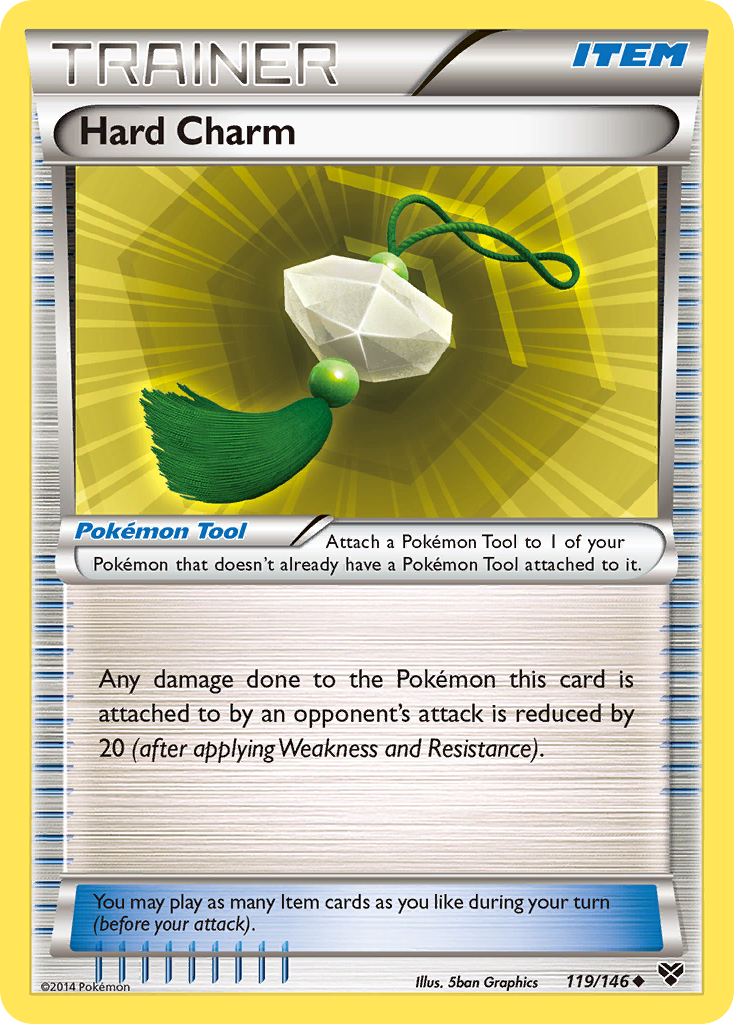 TRAINER
ITEM
Hard Charm
Pokémon Tool
Attach a Pokémon Tool to 1 of your
Pokémon that doesn't already have a Pokémon Tool attached to it.
Any damage done to the Pokémon this card is
attached to by an opponent's attack is reduced by
20 (after applying Weakness and Resistance).
You may play as many Item cards as you like during your turn
(before your attack).
©2014 Pokémon
Illus. 5ban Graphics
119/146